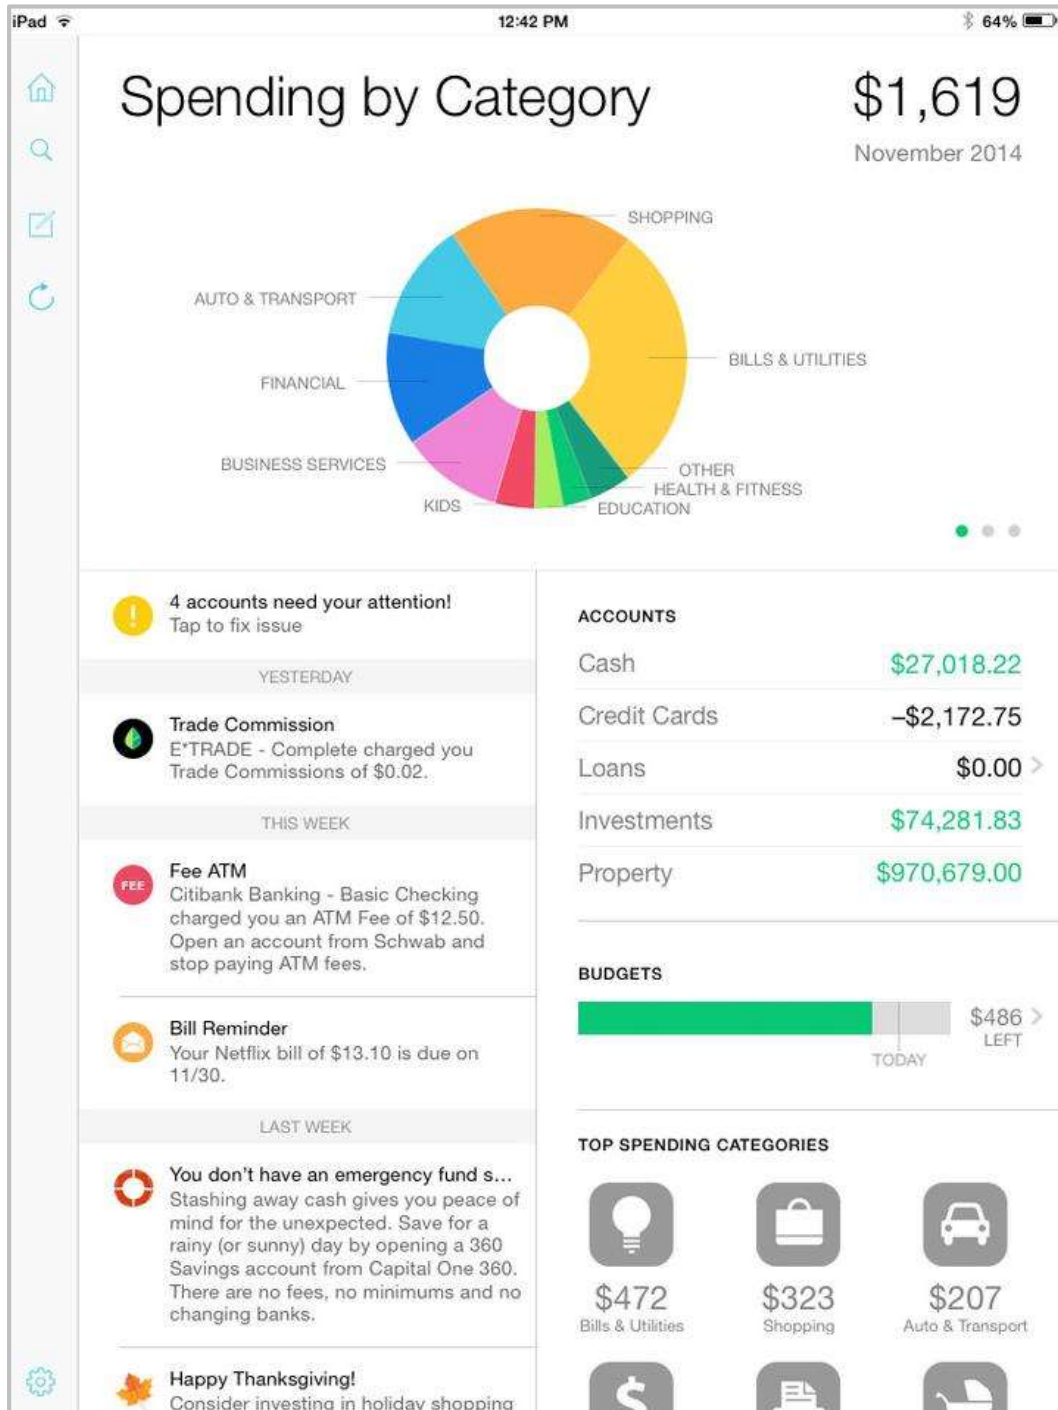 iPad 12:42 PM 64%
Spending by Category $1,619
November 2014
SHOPPING
AUTO & TRANSPORT
BILLS & UTILITIES
FINANCIAL
BUSINESS SERVICES
OTHER
HEALTH & FITNESS
KIDS
EDUCATION
4 accounts need your attention!
Tap to fix issue
YESTERDAY
Trade Commission
E*TRADE - Complete charged you
Trade Commissions of $0.02.
THIS WEEK
FEE
Fee ATM
Citibank Banking - Basic Checking
charged you an ATM Fee of $12.50.
Open an account from Schwab and
stop paying ATM fees.
Bill Reminder
Your Netflix bill of $13.10 is due on
11/30.
LAST WEEK
You don't have an emergency fund s...
Stashing away cash gives you peace of
mind for the unexpected. Save for a
rainy (or sunny) day by opening a 360
Savings account from Capital One 360.
There are no fees, no minimums and no
changing banks.
Happy Thanksgiving!
Consider investing in holiday shopping
ACCOUNTS
Cash $27,018.22
Credit Cards –$2,172.75
Loans $0.00
Investments $74,281.83
Property $970,679.00
BUDGETS
$486
LEFT
TODAY
TOP SPENDING CATEGORIES
$472 $323 $207
Bills & Utilities Shopping Auto & Transport
$